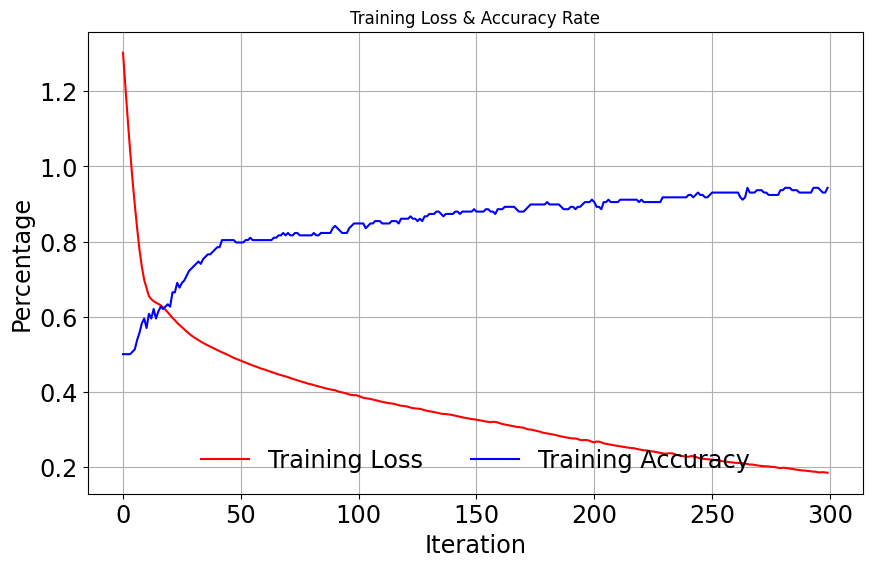 Training Loss & Accuracy Rate
Percentage
1.2
1.0
0.8
0.6
0.4
0.2
Training Loss
Training Accuracy
0 50 100 150 200 250 300
Iteration